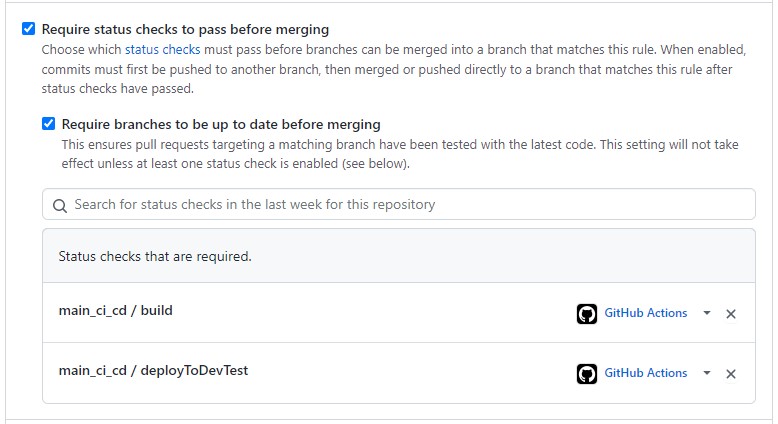 Require status checks to pass before merging
Choose which status checks must pass before branches can be merged into a branch that matches this rule. When enabled,
commits must first be pushed to another branch, then merged or pushed directly to a branch that matches this rule after
status checks have passed.
Require branches to be up to date before merging
This ensures pull requests targeting a matching branch have been tested with the latest code. This setting will not take
effect unless at least one status check is enabled (see below).
Search for status checks in the last week for this repository
Status checks that are required.
main_ci_cd / build GitHub Actions
main_ci_cd / deployToDevTest GitHub Actions